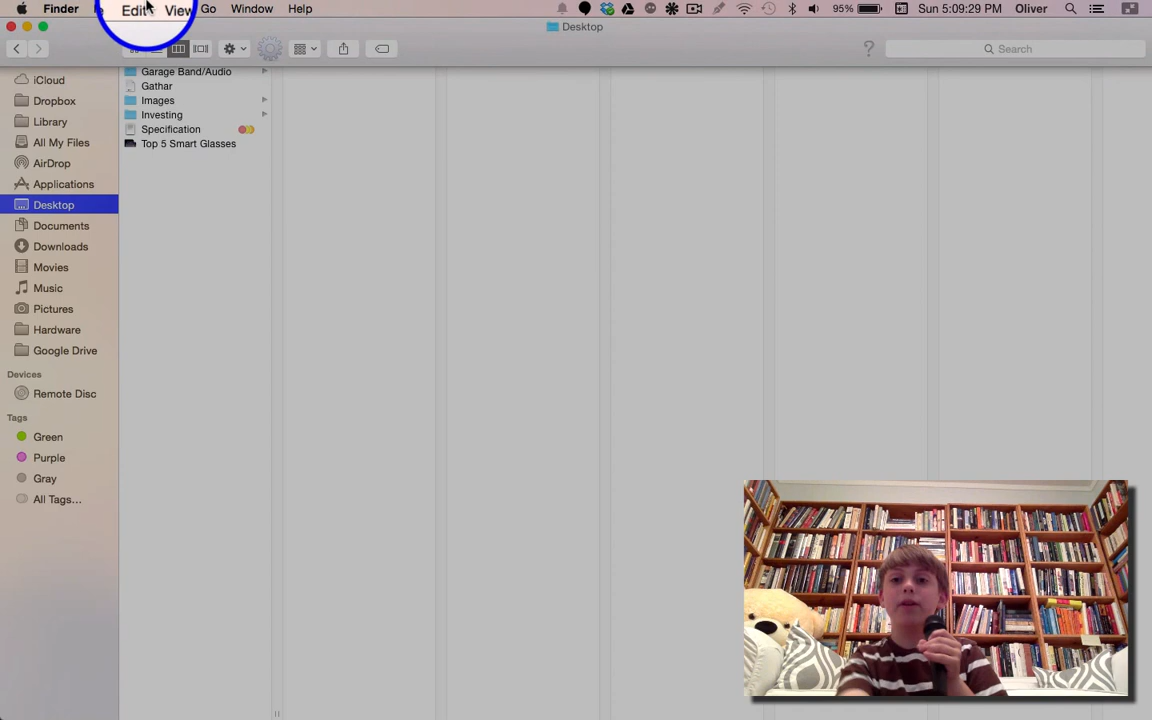 Finder Edit View Go Window Help 95% Sun 5:09:29 PM Oliver
Desktop
Search
iCloud
Dropbox
Library
All My Files
AirDrop
Applications
Desktop
Documents
Downloads
Movies
Music
Pictures
Hardware
Google Drive
Devices
Remote Disc
Tags
Green
Purple
Gray
All Tags...
Garage Band/Audio
Gathar
Images
Investing
Specification
Top 5 Smart Glasses